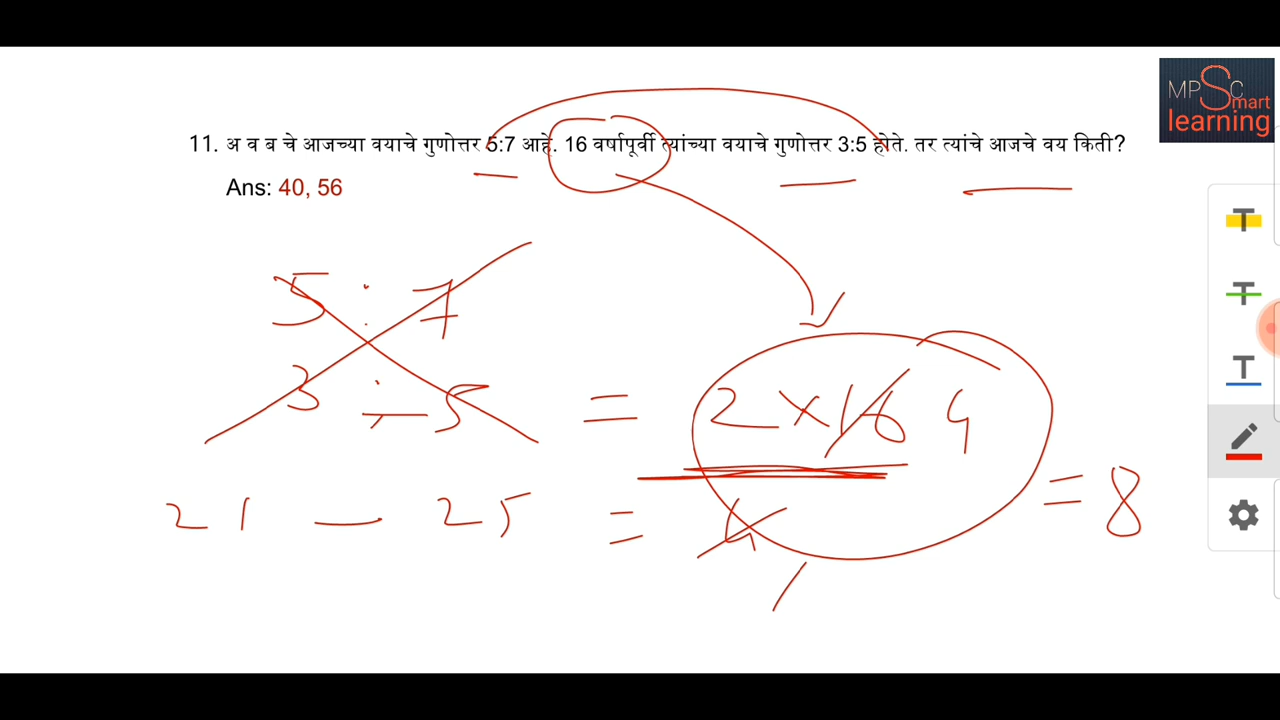 MPSC Smart learning
11. अ व ब चे आजच्या वयाचे गुणोत्तर 5:7 आहे. 16 वर्षापूर्वी त्यांच्या वयाचे गुणोत्तर 3:5 होते. तर त्यांचे आजचे वय किती?
Ans: 40, 56
5 : 7
3 : 5 = 2 × 16 4
21 — 25 = 4 = 8
T
T
T